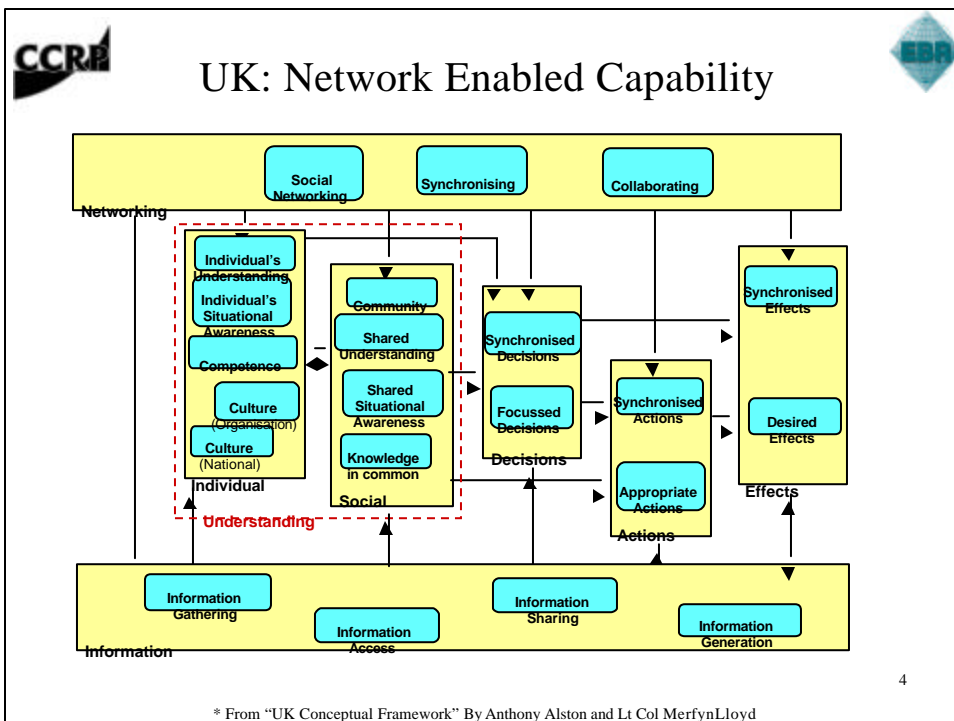 CCRP
EBR
UK: Network Enabled Capability
Social
Networking
Synchronising
Collaborating
Networking
Individual's
Understanding
Individual's
Situational
Awareness
Competence
Culture
(Organisation)
Culture
(National)
Individual
Understanding
Community
Shared
Understanding
Shared
Situational
Awareness
Knowledge
in common
Social
Synchronised
Decisions
Focussed
Decisions
Decisions
Synchronised
Actions
Appropriate
Actions
Actions
Synchronised
Effects
Desired
Effects
Effects
Information
Gathering
Information
Access
Information
Sharing
Information
Generation
Information
4
* From “UK Conceptual Framework” By Anthony Alston and Lt Col MerfynLloyd